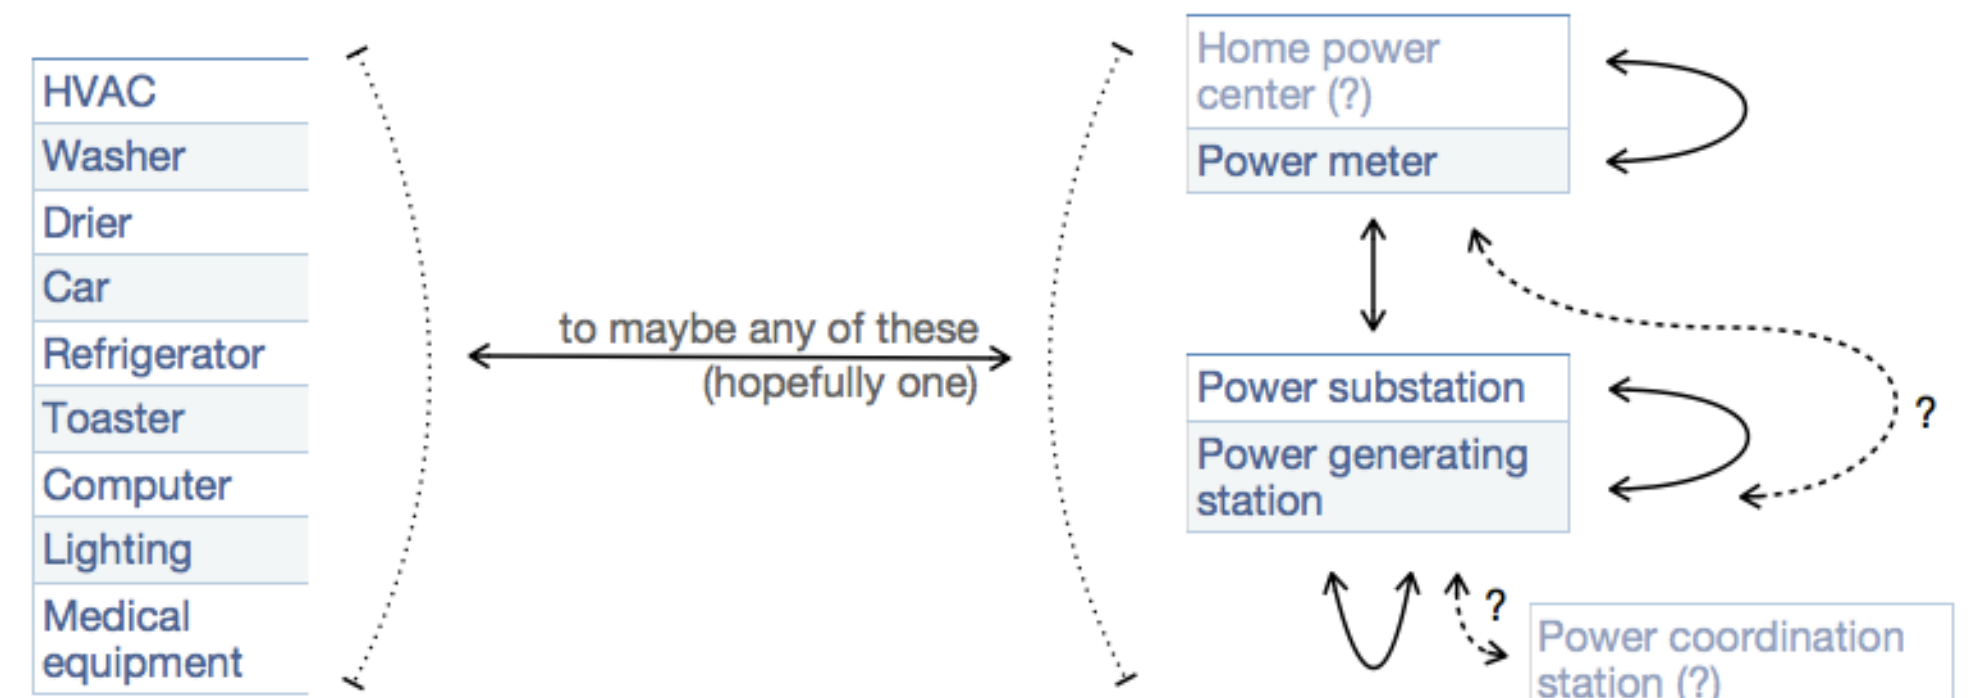 HVAC
Washer
Drier
Car
Refrigerator
Toaster
Computer
Lighting
Medical
equipment
to maybe any of these
(hopefully one)
Home power
center (?)
Power meter
Power substation
Power generating
station
?
?
Power coordination
station (?)